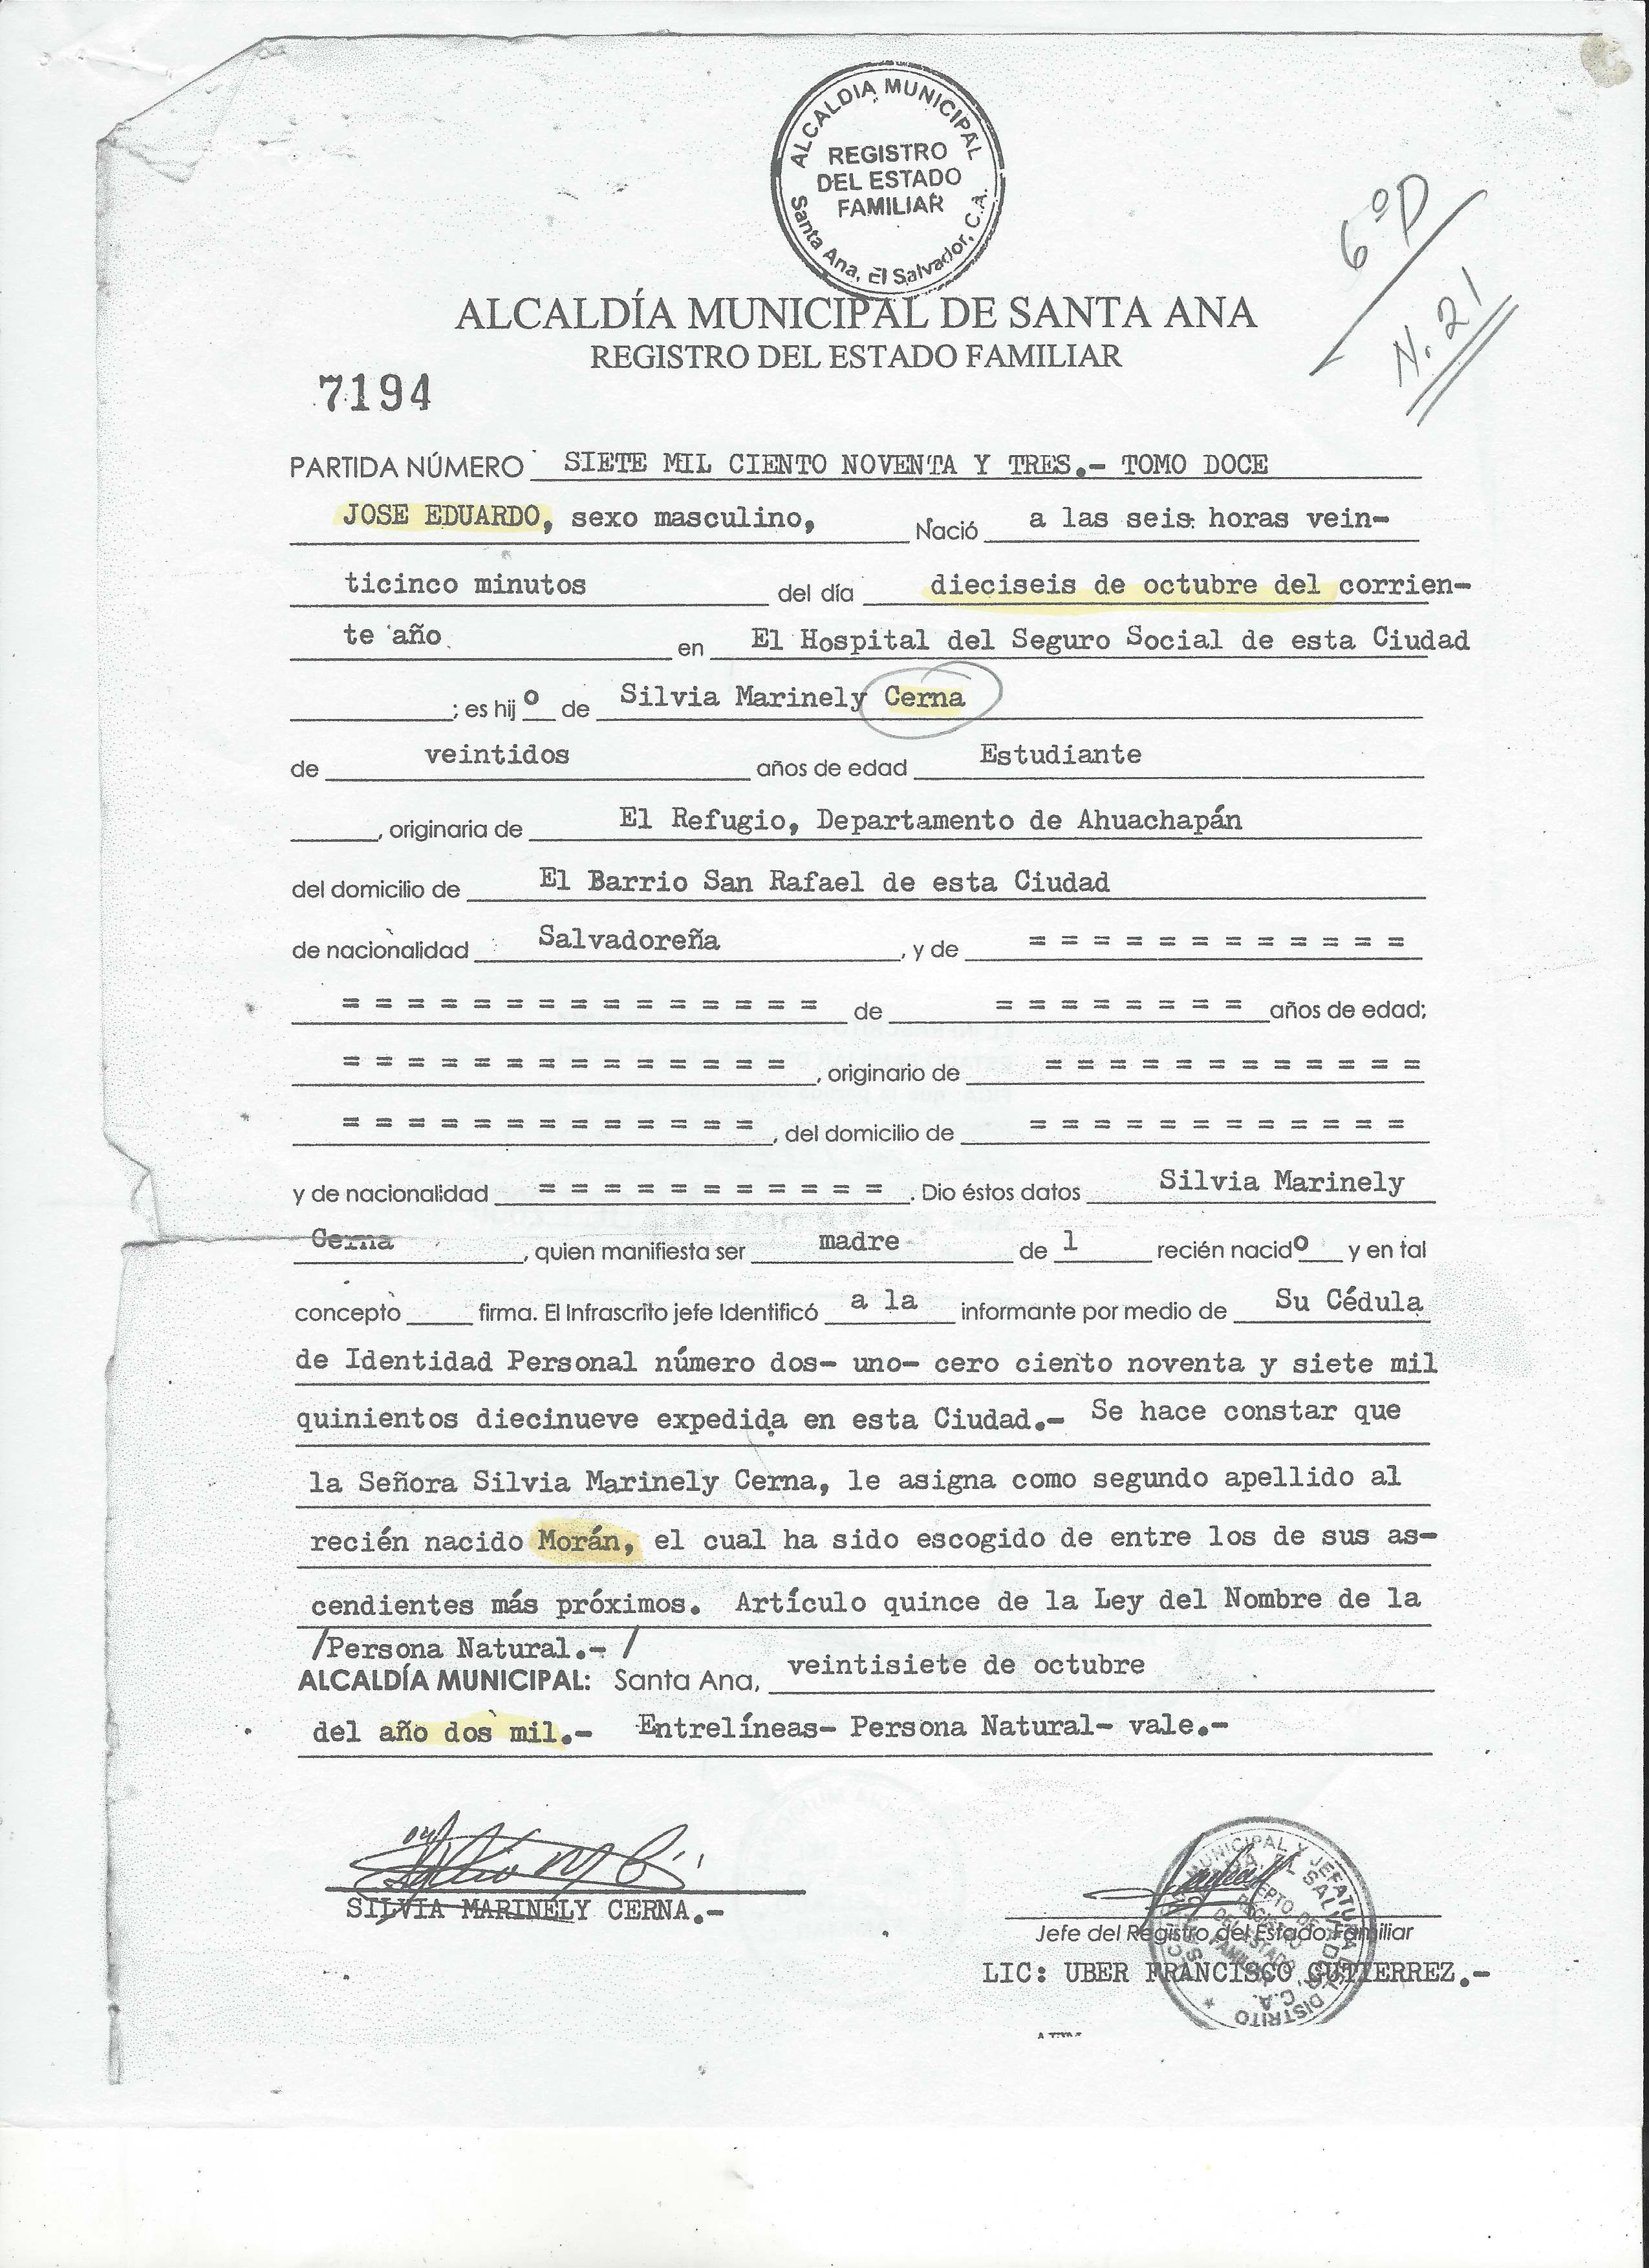 ALCALDIA MUNICIPAL
REGISTRO
DEL ESTADO
FAMILIAR
Santa Ana, El Salvador, C.A.
6º D
N. 21
ALCALDÍA MUNICIPAL DE SANTA ANA
REGISTRO DEL ESTADO FAMILIAR
7194
PARTIDA NÚMERO SIETE MIL CIENTO NOVENTA Y TRES.- TOMO DOCE
JOSE EDUARDO, sexo masculino, Nació a las seis horas vein-
ticinco minutos del día dieciseis de octubre del corrien-
te año en El Hospital del Seguro Social de esta Ciudad
; es hij o de Silvia Marinely Cerna
de veintidos años de edad Estudiante
, originaria de El Refugio, Departamento de Ahuachapán
del domicilio de El Barrio San Rafael de esta Ciudad
de nacionalidad Salvadoreña , y de = = = = = = = = = = = =
= = = = = = = = = = = = = = = de = = = = = = = = años de edad;
= = = = = = = = = = = = = = , originario de = = = = = = = = = = = =
= = = = = = = = = = = = = , del domicilio de = = = = = = = = = = = =
y de nacionalidad = = = = = = = = = = = . Dio éstos datos Silvia Marinely
Cerna , quien manifiesta ser madre de l recién nacido y en tal
concepto firma. El Infrascrito jefe Identificó a la informante por medio de Su Cédula
de Identidad Personal número dos- uno- cero ciento noventa y siete mil
quinientos diecinueve expedida en esta Ciudad.- Se hace constar que
la Señora Silvia Marinely Cerna, le asigna como segundo apellido al
recién nacido Morán, el cual ha sido escogido de entre los de sus as-
cendientes más próximos. Artículo quince de la Ley del Nombre de la
/Persona Natural.- /
ALCALDÍA MUNICIPAL: Santa Ana, veintisiete de octubre
del año dos mil.- Entrelíneas- Persona Natural- vale.-
SILVIA MARINELY CERNA.-
Jefe del Registro del Estado Familiar
LIC: UBER FRANCISCO GUTIERREZ.-